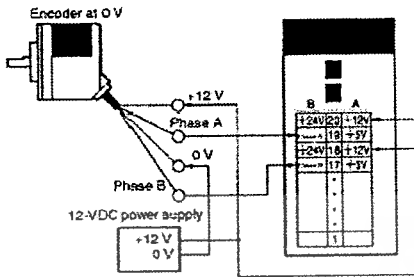 Encoder at 0 V
+12 V
Phase A
0 V
Phase B
12-VDC power supply
+12 V
0 V
B A
+24V 20 +12V
19 +5V
+24V 18 +12V
17 +5V
1